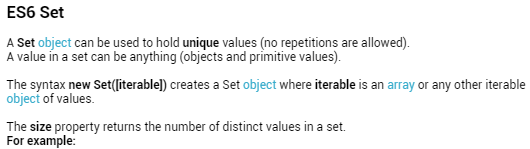 ES6 Set
A Set object can be used to hold unique values (no repetitions are allowed).
A value in a set can be anything (objects and primitive values).
The syntax new Set([iterable]) creates a Set object where iterable is an array or any other iterable
object of values.
The size property returns the number of distinct values in a set.
For example: